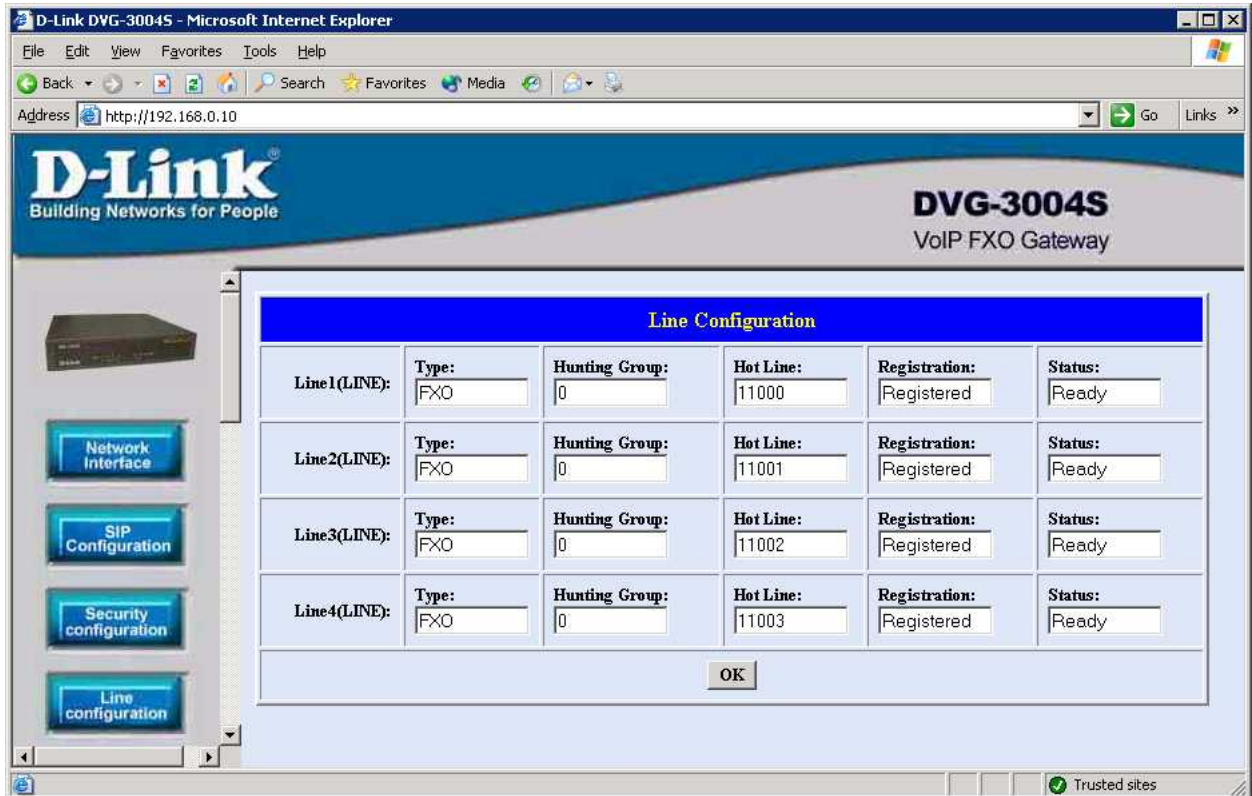 D-Link DVG-3004S - Microsoft Internet Explorer
File Edit View Favorites Tools Help
Back Search Favorites Media
Address http://192.168.0.10 Go Links »
D-Link®
Building Networks for People
DVG-3004S
VoIP FXO Gateway
Network Interface
SIP Configuration
Security configuration
Line configuration
Line Configuration
Line1(LINE): Type: FXO Hunting Group: 0 Hot Line: 11000 Registration: Registered Status: Ready
Line2(LINE): Type: FXO Hunting Group: 0 Hot Line: 11001 Registration: Registered Status: Ready
Line3(LINE): Type: FXO Hunting Group: 0 Hot Line: 11002 Registration: Registered Status: Ready
Line4(LINE): Type: FXO Hunting Group: 0 Hot Line: 11003 Registration: Registered Status: Ready
OK
Trusted sites